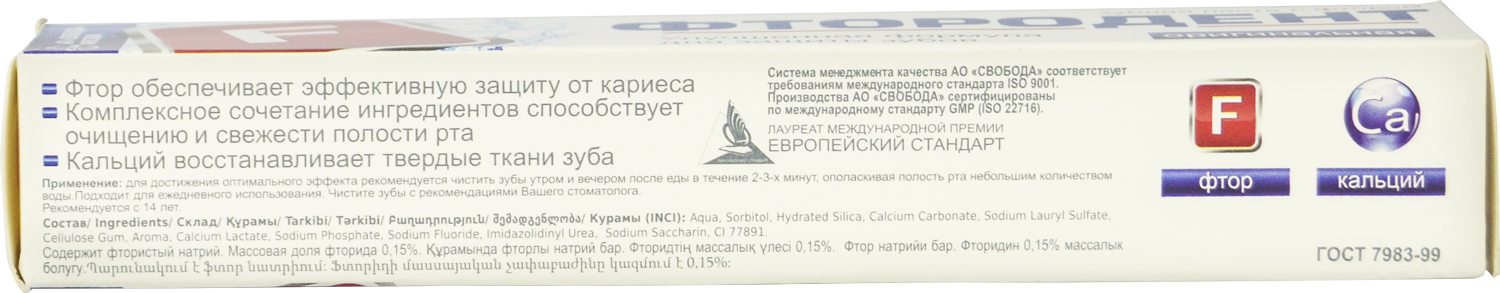 F
ФТОРОДЕНТ
оригинальная
Улучшенная формула
для защиты зубов
Фтор обеспечивает эффективную защиту от кариеса
Комплексное сочетание ингредиентов способствует
очищению и свежести полости рта
Кальций восстанавливает твердые ткани зуба
Система менеджмента качества АО «СВОБОДА» соответствует
требованиям международного стандарта ISO 9001.
Производства АО «СВОБОДА» сертифицированы
по международному стандарту GMP (ISO 22716).
ЛАУРЕАТ МЕЖДУНАРОДНОЙ ПРЕМИИ
ЕВРОПЕЙСКИЙ СТАНДАРТ
F
фтор
Ca
кальций
Применение: для достижения оптимального эффекта рекомендуется чистить зубы утром и вечером после еды в течение 2-3-х минут, ополаскивая полость рта небольшим количеством
воды.Подходит для ежедневного использования. Чистите зубы с рекомендациями Вашего стоматолога.
Рекомендуется с 14 лет.
Состав/ Ingredients/ Склад/ Құрамы/ Tarkibi/ Tərkibi/ Բաղադրություն/ შემადგენლობა/ Курамы (INCI): Aqua, Sorbitol, Hydrated Silica, Calcium Carbonate, Sodium Lauryl Sulfate,
Cellulose Gum, Aroma, Calcium Lactate, Sodium Phosphate, Sodium Fluoride, Imidazolidinyl Urea, Sodium Saccharin, CI 77891.
Содержит фтористый натрий. Массовая доля фторида 0,15%. Құрамында фторлы натрий бар. Фторидтің массалық үлесі 0,15%. Фтор натрийи бар. Фторидин 0,15% массалык
болугу.Պարունակում է ֆտոր նատրիում: Ֆտորիդի մասսայական չափաբաժինը կազմում է 0,15%:
ГОСТ 7983-99